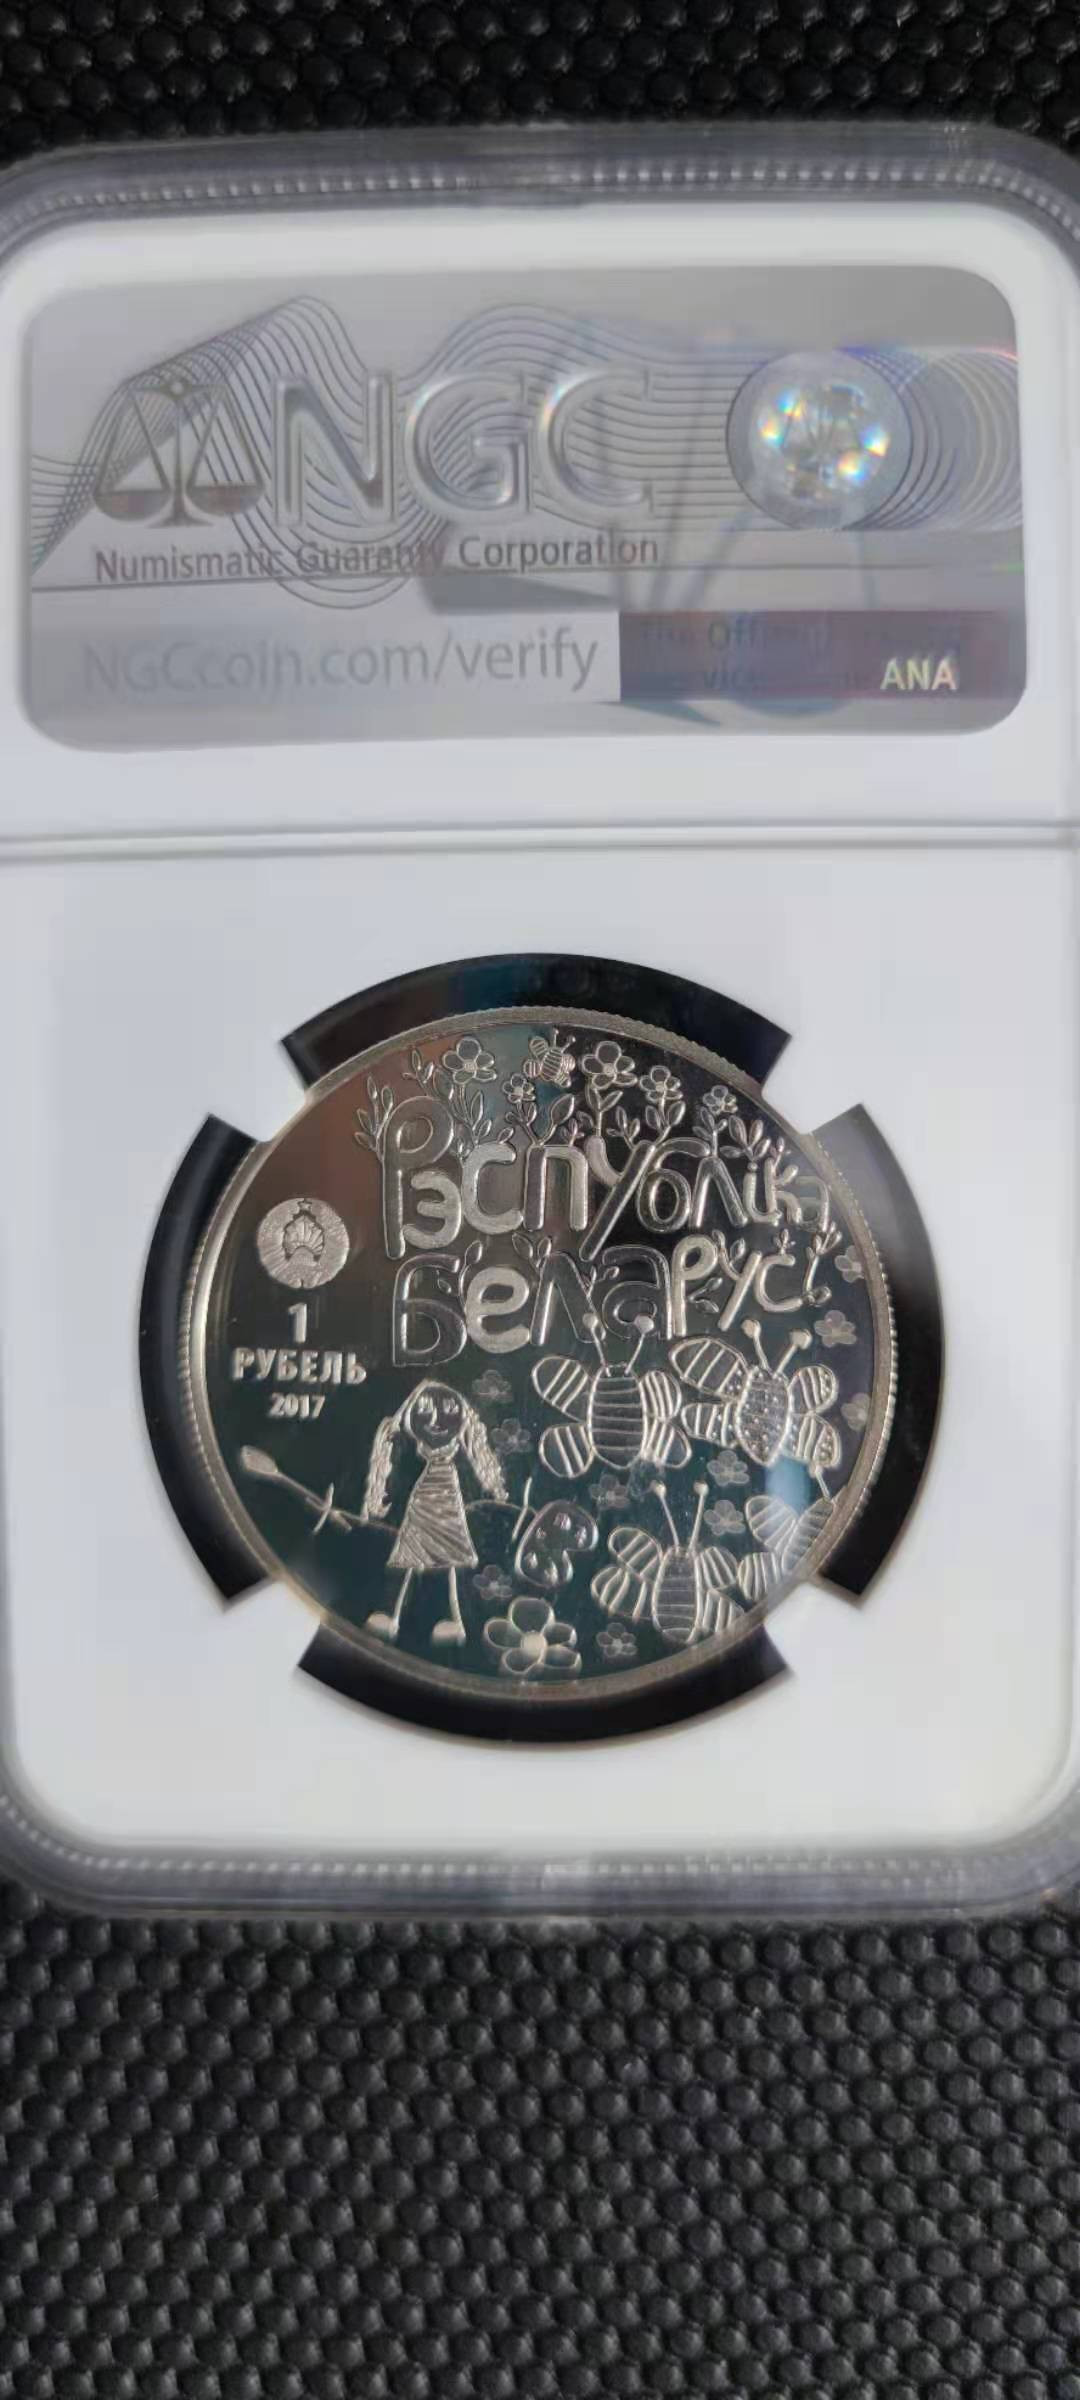 NGC
Numismatic Guaranty Corporation
NGCcoin.com/verify
ANA
Рэспубліка
Беларусь
1
РУБЕЛЬ
2017